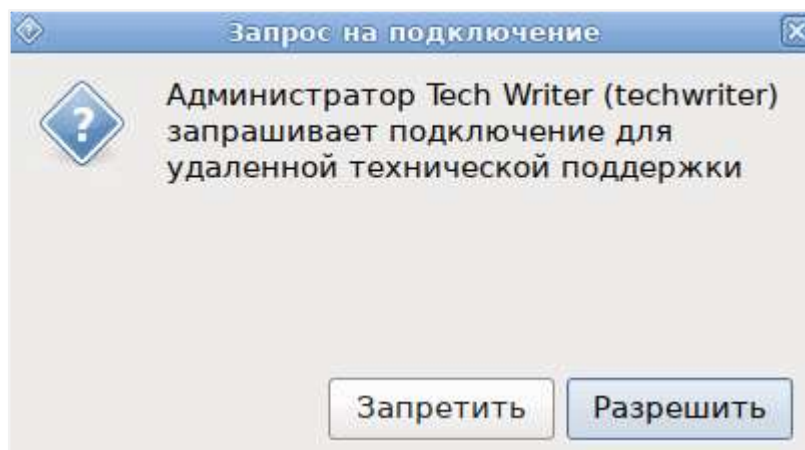 Запрос на подключение
Администратор Tech Writer (techwriter)
запрашивает подключение для
удаленной технической поддержки
Запретить
Разрешить